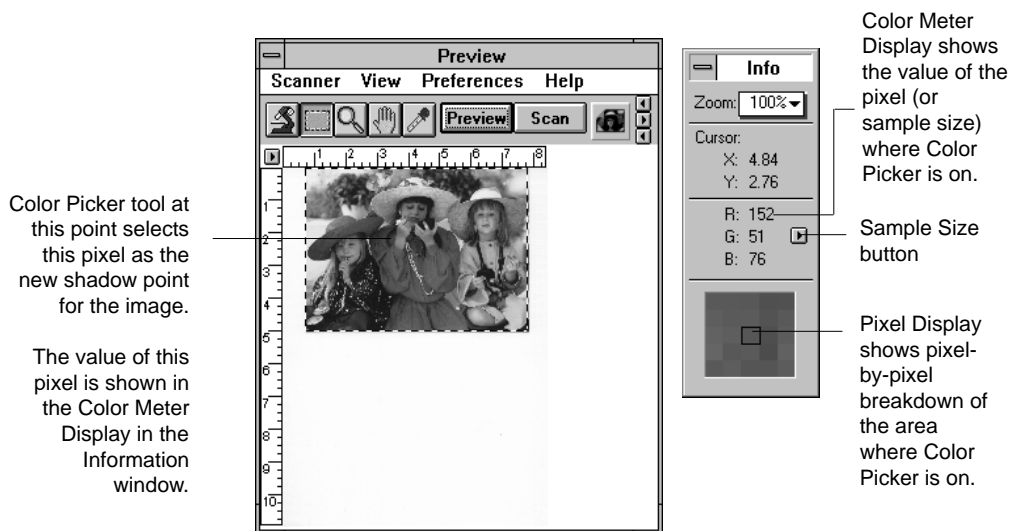 Color Picker tool at
this point selects
this pixel as the
new shadow point
for the image.
The value of this
pixel is shown in
the Color Meter
Display in the
Information
window.
Preview
Scanner View Preferences Help
Preview Scan
1 2 3 4 5 6 7 8
1
2
3
4
5
6
7
8
9
10
Info
Zoom: 100%
Cursor:
X: 4.84
Y: 2.76
R: 152
G: 51
B: 76
Color Meter
Display shows
the value of the
pixel (or
sample size)
where Color
Picker is on.
Sample Size
button
Pixel Display
shows pixel-
by-pixel
breakdown of
the area
where Color
Picker is on.